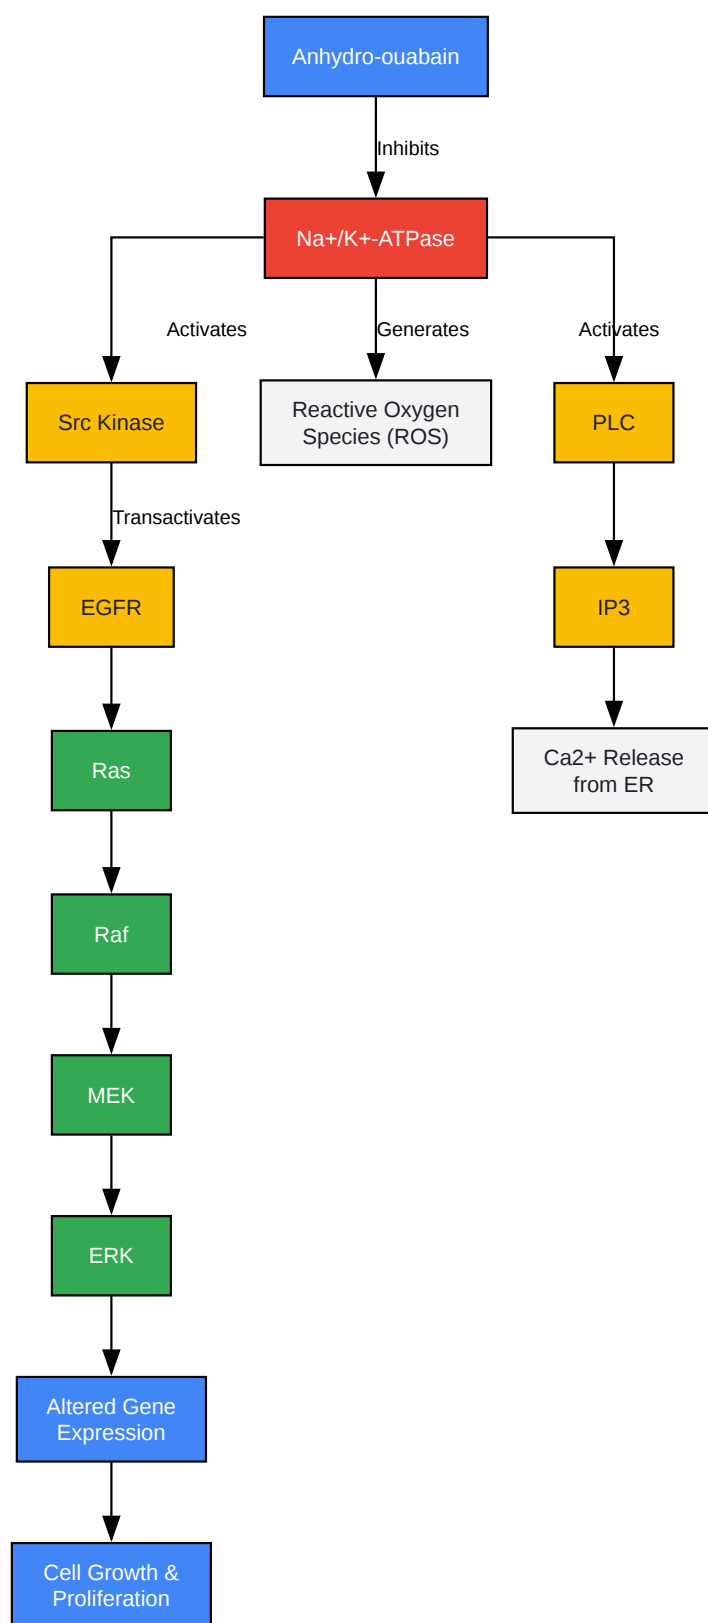 Anhydro-ouabain
Inhibits
Na+/K+-ATPase
Activates
Generates
Activates
Src Kinase
Reactive Oxygen
Species (ROS)
PLC
Transactivates
EGFR
IP3
Ras
Ca2+ Release
from ER
Raf
MEK
ERK
Altered Gene
Expression
Cell Growth &
Proliferation